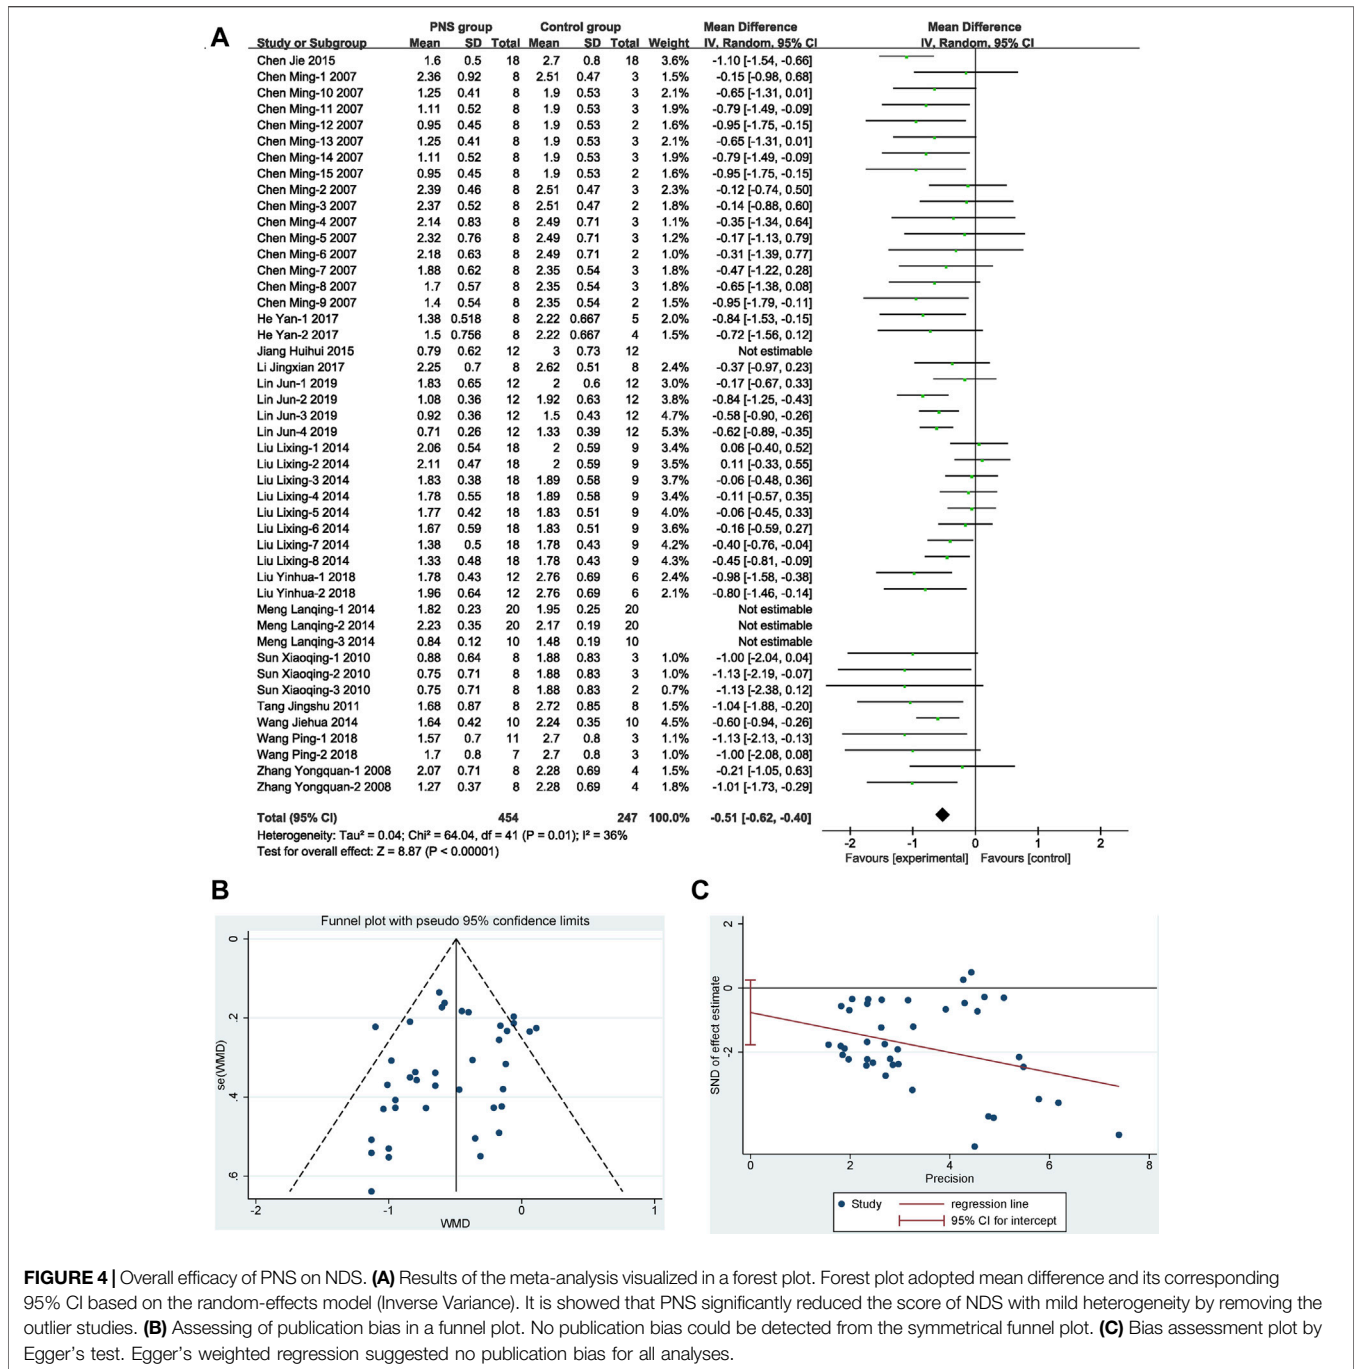 A
PNS group Control group Mean Difference Mean Difference
Study or Subgroup Mean SD Total Mean SD Total Weight IV, Random, 95% CI IV, Random, 95% CI
Chen Jie 2015 1.6 0.5 18 2.7 0.8 18 3.6% -1.10 [-1.54, -0.66]
Chen Ming-1 2007 2.36 0.92 8 2.51 0.47 3 1.5% -0.15 [-0.98, 0.68]
Chen Ming-10 2007 1.25 0.41 8 1.9 0.53 3 2.1% -0.65 [-1.31, 0.01]
Chen Ming-11 2007 1.11 0.52 8 1.9 0.53 3 1.9% -0.79 [-1.49, -0.09]
Chen Ming-12 2007 0.95 0.45 8 1.9 0.53 2 1.6% -0.95 [-1.75, -0.15]
Chen Ming-13 2007 1.25 0.41 8 1.9 0.53 3 2.1% -0.65 [-1.31, 0.01]
Chen Ming-14 2007 1.11 0.52 8 1.9 0.53 3 1.9% -0.79 [-1.49, -0.09]
Chen Ming-15 2007 0.95 0.45 8 1.9 0.53 2 1.6% -0.95 [-1.75, -0.15]
Chen Ming-2 2007 2.39 0.46 8 2.51 0.47 3 2.3% -0.12 [-0.74, 0.50]
Chen Ming-3 2007 2.37 0.52 8 2.51 0.47 2 1.8% -0.14 [-0.88, 0.60]
Chen Ming-4 2007 2.14 0.83 8 2.49 0.71 3 1.1% -0.35 [-1.34, 0.64]
Chen Ming-5 2007 2.32 0.76 8 2.49 0.71 3 1.2% -0.17 [-1.13, 0.79]
Chen Ming-6 2007 2.18 0.63 8 2.49 0.71 2 1.0% -0.31 [-1.39, 0.77]
Chen Ming-7 2007 1.88 0.62 8 2.35 0.54 3 1.8% -0.47 [-1.22, 0.28]
Chen Ming-8 2007 1.7 0.57 8 2.35 0.54 3 1.8% -0.65 [-1.38, 0.08]
Chen Ming-9 2007 1.4 0.54 8 2.35 0.54 2 1.5% -0.95 [-1.79, -0.11]
He Yan-1 2017 1.38 0.518 8 2.22 0.667 5 2.0% -0.84 [-1.53, -0.15]
He Yan-2 2017 1.5 0.756 8 2.22 0.667 4 1.5% -0.72 [-1.56, 0.12]
Jiang Huihui 2015 0.79 0.62 12 3 0.73 12 Not estimable
Li Jingxian 2017 2.25 0.7 8 2.62 0.51 8 2.4% -0.37 [-0.97, 0.23]
Lin Jun-1 2019 1.83 0.65 12 2 0.6 12 3.0% -0.17 [-0.67, 0.33]
Lin Jun-2 2019 1.08 0.36 12 1.92 0.63 12 3.8% -0.84 [-1.25, -0.43]
Lin Jun-3 2019 0.92 0.36 12 1.5 0.43 12 4.7% -0.58 [-0.90, -0.26]
Lin Jun-4 2019 0.71 0.26 12 1.33 0.39 12 5.3% -0.62 [-0.89, -0.35]
Liu Lixing-1 2014 2.06 0.54 18 2 0.59 9 3.4% 0.06 [-0.40, 0.52]
Liu Lixing-2 2014 2.11 0.47 18 2 0.59 9 3.5% 0.11 [-0.33, 0.55]
Liu Lixing-3 2014 1.83 0.38 18 1.89 0.58 9 3.7% -0.06 [-0.48, 0.36]
Liu Lixing-4 2014 1.78 0.55 18 1.89 0.58 9 3.4% -0.11 [-0.57, 0.35]
Liu Lixing-5 2014 1.77 0.42 18 1.83 0.51 9 4.0% -0.06 [-0.45, 0.33]
Liu Lixing-6 2014 1.67 0.59 18 1.83 0.51 9 3.6% -0.16 [-0.59, 0.27]
Liu Lixing-7 2014 1.38 0.5 18 1.78 0.43 9 4.2% -0.40 [-0.76, -0.04]
Liu Lixing-8 2014 1.33 0.48 18 1.78 0.43 9 4.3% -0.45 [-0.81, -0.09]
Liu Yinhua-1 2018 1.78 0.43 12 2.76 0.69 6 2.4% -0.98 [-1.58, -0.38]
Liu Yinhua-2 2018 1.96 0.64 12 2.76 0.69 6 2.1% -0.80 [-1.46, -0.14]
Meng Lanqing-1 2014 1.82 0.23 20 1.95 0.25 20 Not estimable
Meng Lanqing-2 2014 2.23 0.35 20 2.17 0.19 20 Not estimable
Meng Lanqing-3 2014 0.84 0.12 10 1.48 0.19 10 Not estimable
Sun Xiaoqing-1 2010 0.88 0.64 8 1.88 0.83 3 1.0% -1.00 [-2.04, 0.04]
Sun Xiaoqing-2 2010 0.75 0.71 8 1.88 0.83 3 1.0% -1.13 [-2.19, -0.07]
Sun Xiaoqing-3 2010 0.75 0.71 8 1.88 0.83 2 0.7% -1.13 [-2.38, 0.12]
Tang Jingshu 2011 1.68 0.87 8 2.72 0.85 8 1.5% -1.04 [-1.88, -0.20]
Wang Jiehua 2014 1.64 0.42 10 2.24 0.35 10 4.5% -0.60 [-0.94, -0.26]
Wang Ping-1 2018 1.57 0.7 11 2.7 0.8 3 1.1% -1.13 [-2.13, -0.13]
Wang Ping-2 2018 1.7 0.8 7 2.7 0.8 3 1.0% -1.00 [-2.08, 0.08]
Zhang Yongquan-1 2008 2.07 0.71 8 2.28 0.69 4 1.5% -0.21 [-1.05, 0.63]
Zhang Yongquan-2 2008 1.27 0.37 8 2.28 0.69 4 1.8% -1.01 [-1.73, -0.29]
Total (95% CI) 454 247 100.0% -0.51 [-0.62, -0.40]
Heterogeneity: Tau² = 0.04; Chi² = 64.04, df = 41 (P = 0.01); I² = 36%
Test for overall effect: Z = 8.87 (P < 0.00001)
-2 -1 0 1 2
Favours [experimental] Favours [control]
B
Funnel plot with pseudo 95% confidence limits
se(WMD)
0
.2
.4
.6
-2 -1 0 1
WMD
C
SND of effect estimate
2
0
-2
0 2 4 6 8
Precision
Study regression line
95% CI for intercept
FIGURE 4 | Overall efficacy of PNS on NDS. (A) Results of the meta-analysis visualized in a forest plot. Forest plot adopted mean difference and its corresponding
95% CI based on the random-effects model (Inverse Variance). It is showed that PNS significantly reduced the score of NDS with mild heterogeneity by removing the
outlier studies. (B) Assessing of publication bias in a funnel plot. No publication bias could be detected from the symmetrical funnel plot. (C) Bias assessment plot by
Egger's test. Egger's weighted regression suggested no publication bias for all analyses.